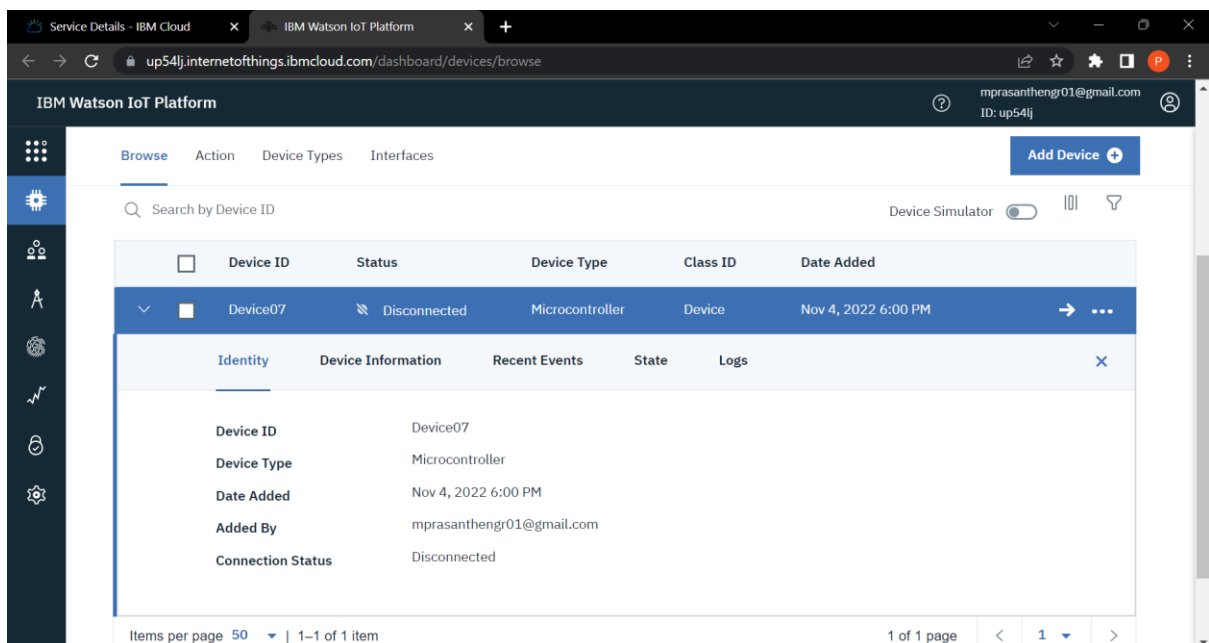 Service Details - IBM Cloud
IBM Watson IoT Platform
up54lj.internetofthings.ibmcloud.com/dashboard/devices/browse
P
IBM Watson IoT Platform
mprasanthengr01@gmail.com
ID: up54lj
Browse Action Device Types Interfaces
Add Device
Search by Device ID
Device Simulator
Device ID Status Device Type Class ID Date Added
Device07 Disconnected Microcontroller Device Nov 4, 2022 6:00 PM
Identity Device Information Recent Events State Logs
Device ID Device07
Device Type Microcontroller
Date Added Nov 4, 2022 6:00 PM
Added By mprasanthengr01@gmail.com
Connection Status Disconnected
Items per page 50 | 1–1 of 1 item 1 of 1 page < 1 >